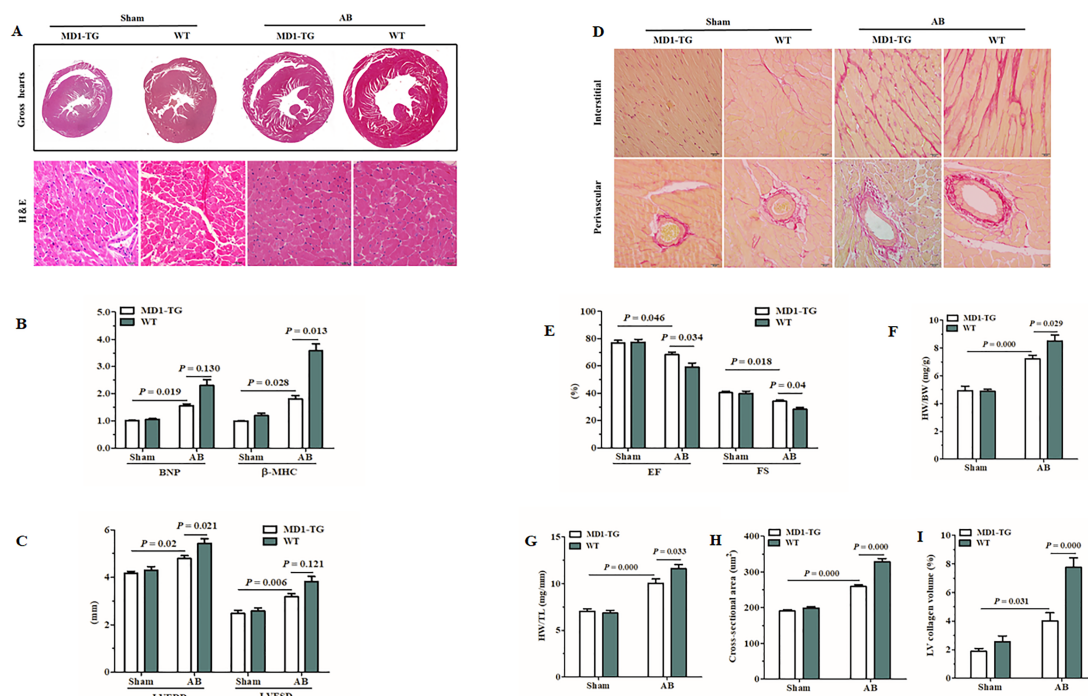 A
Sham
AB
MD1-TG
WT
MD1-TG
WT
Gross hearts
H&E
D
Sham
AB
MD1-TG
WT
MD1-TG
WT
Interstitial
Perivascular
B
MD1-TG
WT
5.0
4.0
3.0
2.0
1.0
0.0
P = 0.019
P = 0.130
P = 0.028
P = 0.013
Sham
AB
Sham
AB
BNP
β-MHC
E
MD1-TG
WT
(%)
100
80
60
40
20
0
P = 0.046
P = 0.034
P = 0.018
P = 0.04
Sham
AB
Sham
AB
EF
FS
F
MD1-TG
WT
HW/BW (mg/g)
10
8
6
4
2
0
P = 0.000
P = 0.029
Sham
AB
C
MD1-TG
WT
(mm)
6
4
2
0
P = 0.02
P = 0.021
P = 0.006
P = 0.121
Sham
AB
Sham
AB
G
MD1-TG
WT
HW/TL (mg/mm)
15
10
5
0
P = 0.000
P = 0.033
Sham
AB
H
MD1-TG
WT
Cross-sectional area (um²)
400
300
200
100
0
P = 0.000
P = 0.000
Sham
AB
I
MD1-TG
WT
LV collagen volume (%)
10
8
6
4
2
0
P = 0.031
P = 0.000
Sham
AB